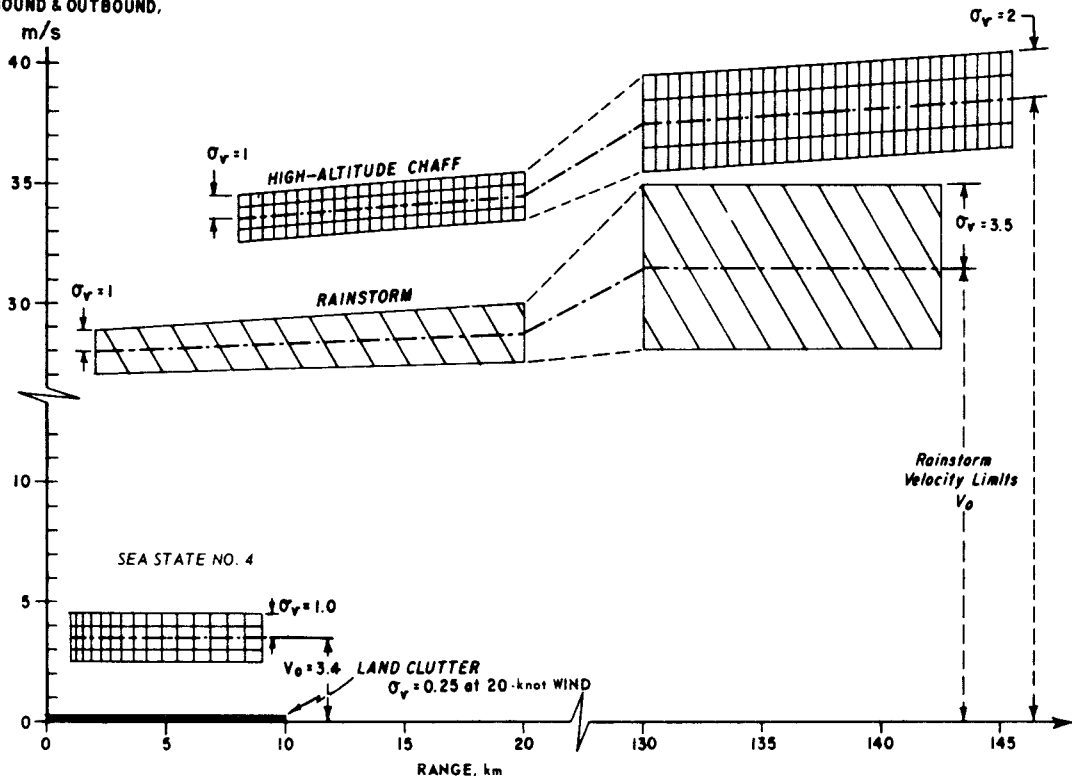 & OUTBOUND,
m/s
σᵥ = 2
40
σᵥ = 1
HIGH-ALTITUDE CHAFF
35
σᵥ = 3.5
σᵥ = 1
RAINSTORM
30
10
Rainstorm
Velocity Limits
V₀
SEA STATE NO. 4
5
σᵥ = 1.0
V₀ = 3.4
LAND CLUTTER
σᵥ = 0.25 at 20-knot WIND
0
0 5 10 15 20 130 135 140 145
RANGE, km